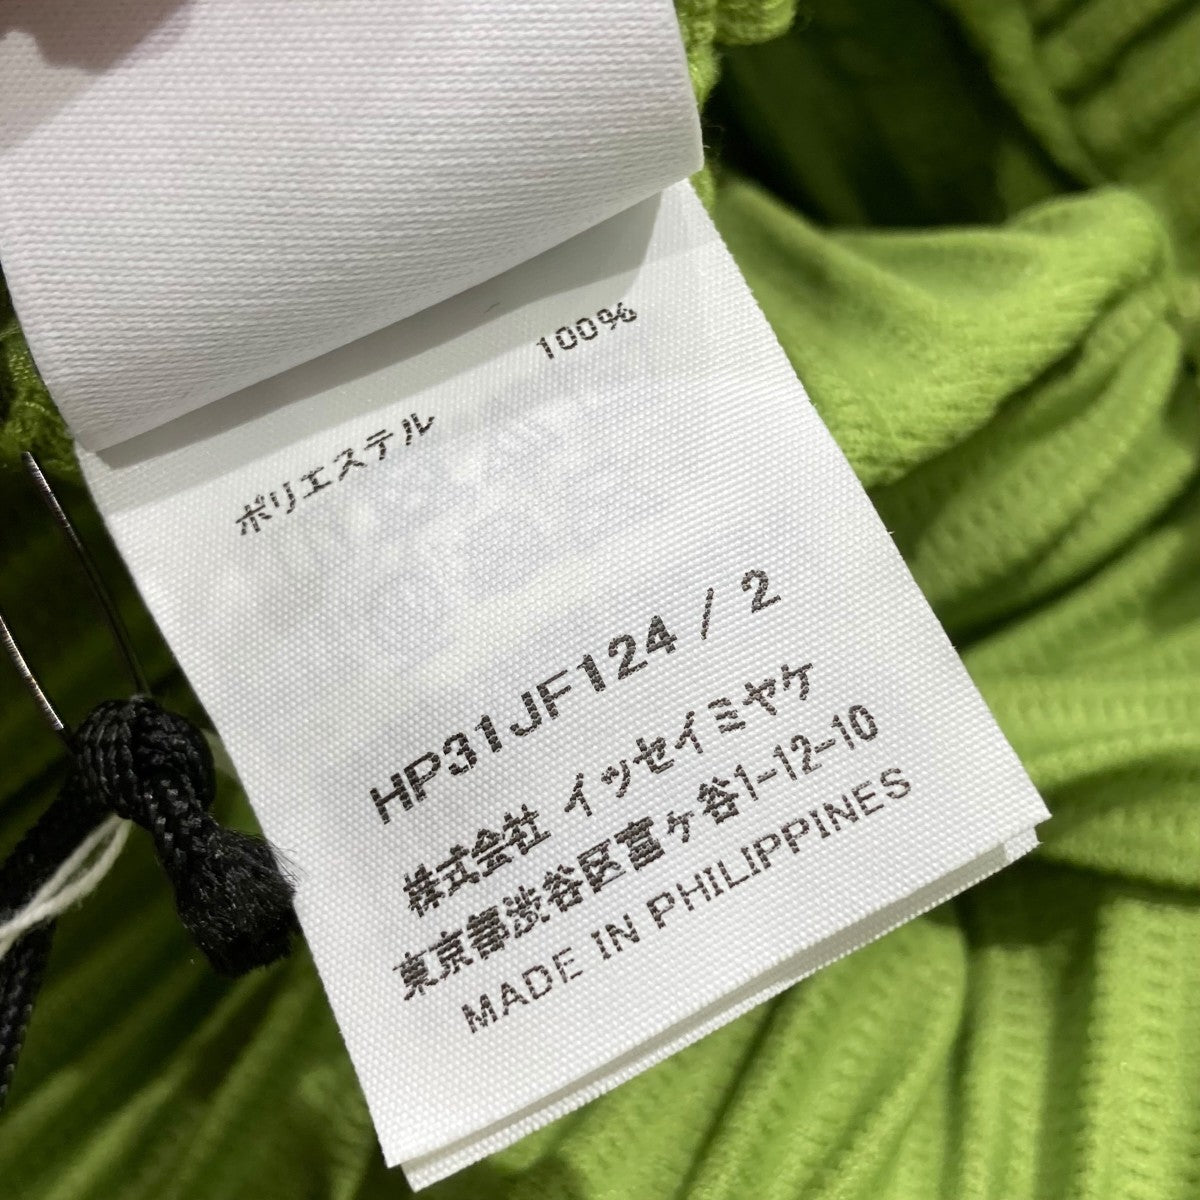 ポリエステル 100%
HP31JF124 / 2
株式会社 イッセイミヤケ
東京都渋谷区富ヶ谷1-12-10
MADE IN PHILIPPINES